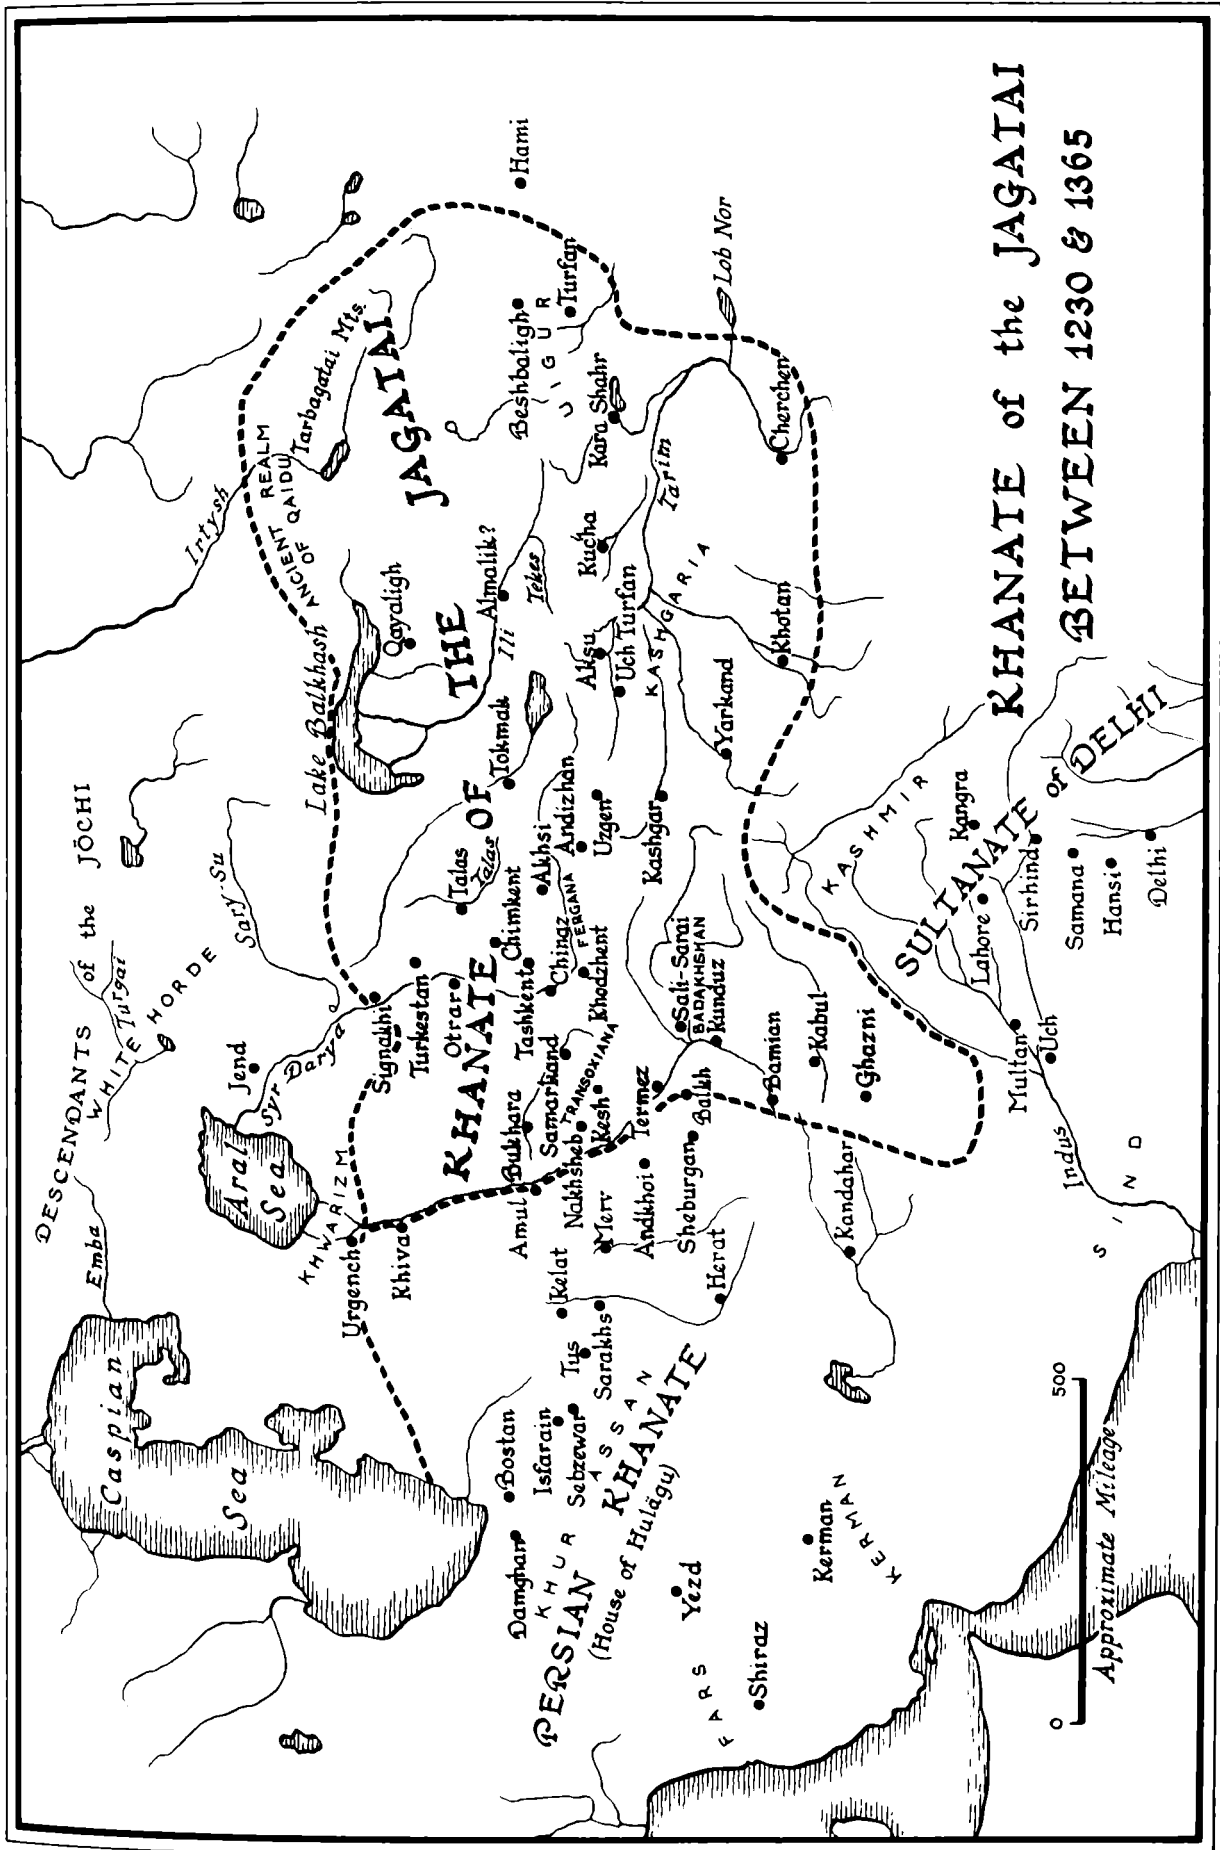 KHANATE of the JAGATAI
BETWEEN 1230 & 1365
DESCENDANTS of the JÖCHI
WHITE HORDE
Turgai
Sary-Su
Emba
Aral
Sea
Jend
Syr Darya
Caspian
Sea
KHWARIZM
Urgench
Khiva
Signakhi
Turkestan
Otrar
Tashkent
Chimkent
Talas
Talas
Lake Balkhash
ANCIENT REALM
OF QAIDU
Irtysh
Tarbagatai Mts.
Qayaligh
Almalik?
Ili
Tekes
Tokmak
KHANATE OF THE JAGATAI
Beshbaligh
Turfan
UIGUR
Hami
Kara Shahr
Lob Nor
Cherchen
Tarim
Kucha
Aksu
Uch Turfan
KASHGARIA
Khotan
Yarkand
Kashgar
Uzgen
Andizhan
Akhsi
FERGANA
Chingz
Khodzhent
Samarkand
TRANSOXIANA
Kesh
Bukhara
Nakhsheb
Amul
Merv
Termez
Balkh
Andkhoi
Sheburgan
Herat
Sali-Sarai
BADAKHSHAN
Kunduz
Bamian
Kabul
Ghazni
Kandahar
Kelat
Tus
Sarakhs
Bostan
Isfarain
Sebzewar
Damghan
KHURASSAN
PERSIAN KHANATE
(House of Hulägu)
Yezd
FARS
Shiraz
Kerman
KERMAN
KASHMIR
Kangra
SULTANATE of DELHI
Lahore
Sirhind
Samana
Hansi
Delhi
Multan
Uch
Indus
SIND
0
500
Approximate Mileage